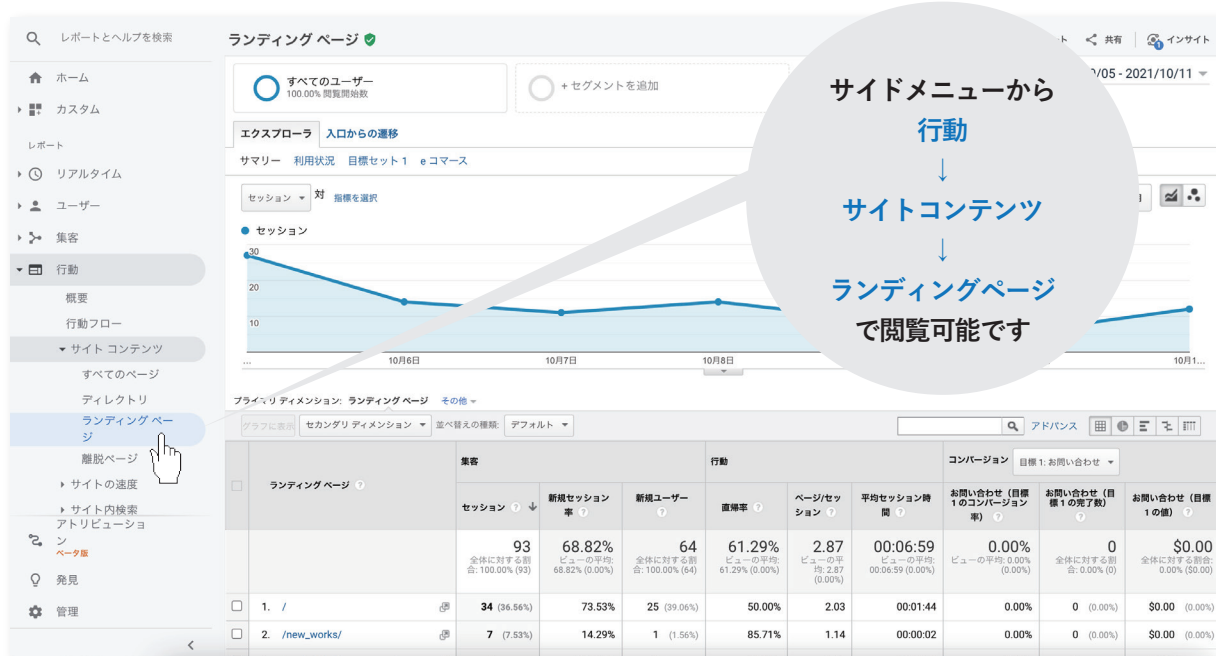 レポートとヘルプを検索
ホーム
カスタム
レポート
リアルタイム
ユーザー
集客
行動
概要
行動フロー
サイト コンテンツ
すべてのページ
ディレクトリ
ランディング ペー
ジ
離脱ページ
サイトの速度
サイト内検索
アトリビューショ
ン
ベータ版
発見
管理
ランディング ページ
共有
インサイト
/05 - 2021/10/11
すべてのユーザー
100.00% 閲覧開始数
+ セグメントを追加
サイドメニューから
行動
↓
サイトコンテンツ
↓
ランディングページ
で閲覧可能です
エクスプローラ 入口からの遷移
サマリー 利用状況 目標セット 1 e コマース
セッション 対 指標を選択
セッション
30
20
10
... 10月6日 10月7日 10月8日 10月1...
プライマリ ディメンション: ランディング ページ その他
グラフに表示 セカンダリ ディメンション 並べ替えの種類: デフォルト アドバンス
ランディング ページ
集客
行動
コンバージョン 目標 1: お問い合わせ
セッション
新規セッション
率
新規ユーザー
直帰率
ページ/セッ
ション
平均セッション時
間
お問い合わせ（目標
1 のコンバージョン
率）
お問い合わせ（目
標 1 の完了数）
お問い合わせ（目標
1 の値）
93
全体に対する割
合: 100.00% (93)
68.82%
ビューの平均:
68.82% (0.00%)
64
全体に対する割
合: 100.00% (64)
61.29%
ビューの平均:
61.29% (0.00%)
2.87
ビューの平
均: 2.87
(0.00%)
00:06:59
ビューの平均:
00:06:59 (0.00%)
0.00%
ビューの平均: 0.00%
(0.00%)
0
全体に対する割
合: 0.00% (0)
$0.00
全体に対する割合:
0.00% ($0.00)
1. / 34 (36.56%) 73.53% 25 (39.06%) 50.00% 2.03 00:01:44 0.00% 0 (0.00%) $0.00 (0.00%)
2. /new_works/ 7 (7.53%) 14.29% 1 (1.56%) 85.71% 1.14 00:00:02 0.00% 0 (0.00%) $0.00 (0.00%)